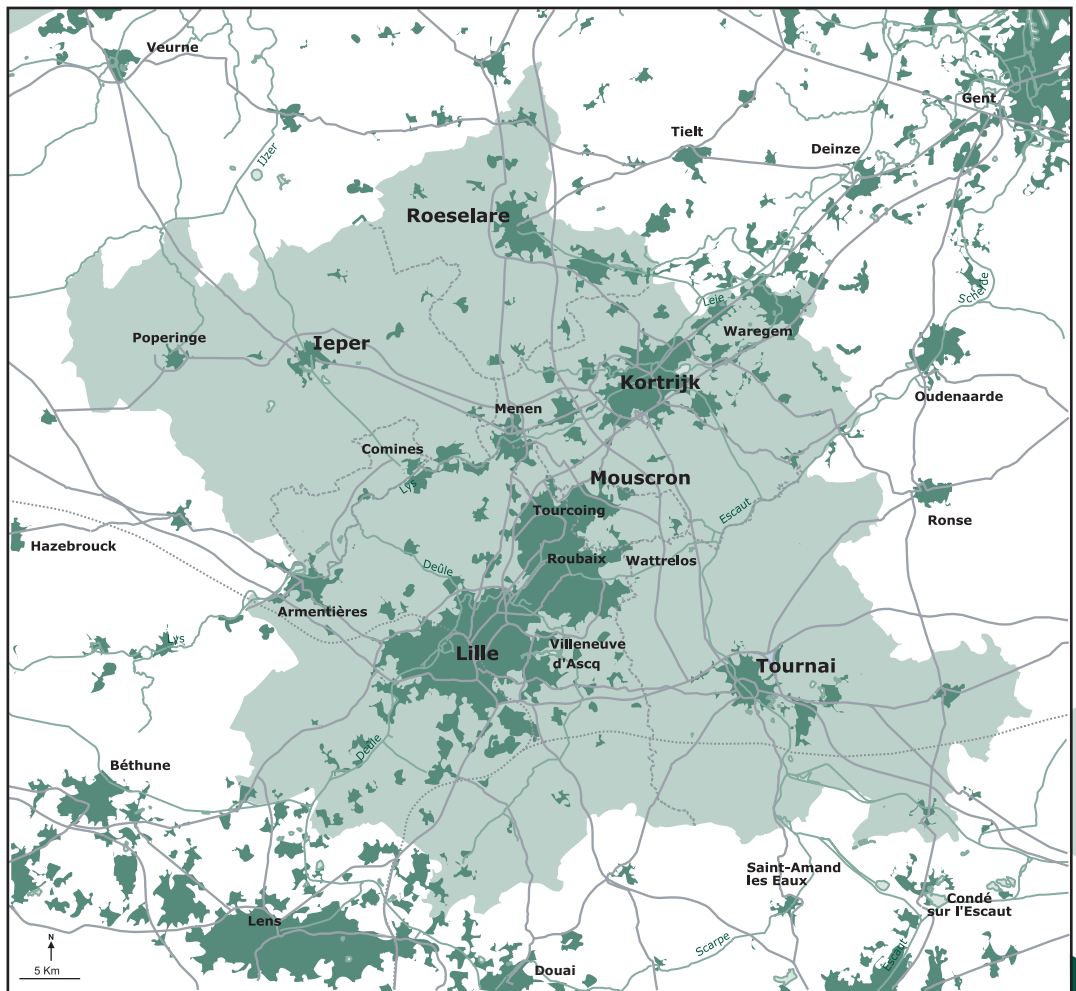 Veurne
Gent
IJzer
Tielt
Deinze
Roeselare
Schelde
Leie
Waregem
Poperinge
Ieper
Kortrijk
Oudenaarde
Menen
Comines
Lys
Mouscron
Escaut
Tourcoing
Ronse
Hazebrouck
Roubaix
Wattrelos
Deûle
Armentières
Lys
Villeneuve
d'Ascq
Lille
Tournai
Deûle
Béthune
Saint-Amand
les Eaux
Condé
sur l'Escaut
Lens
Scarpe
Escaut
Douai
N
5 Km